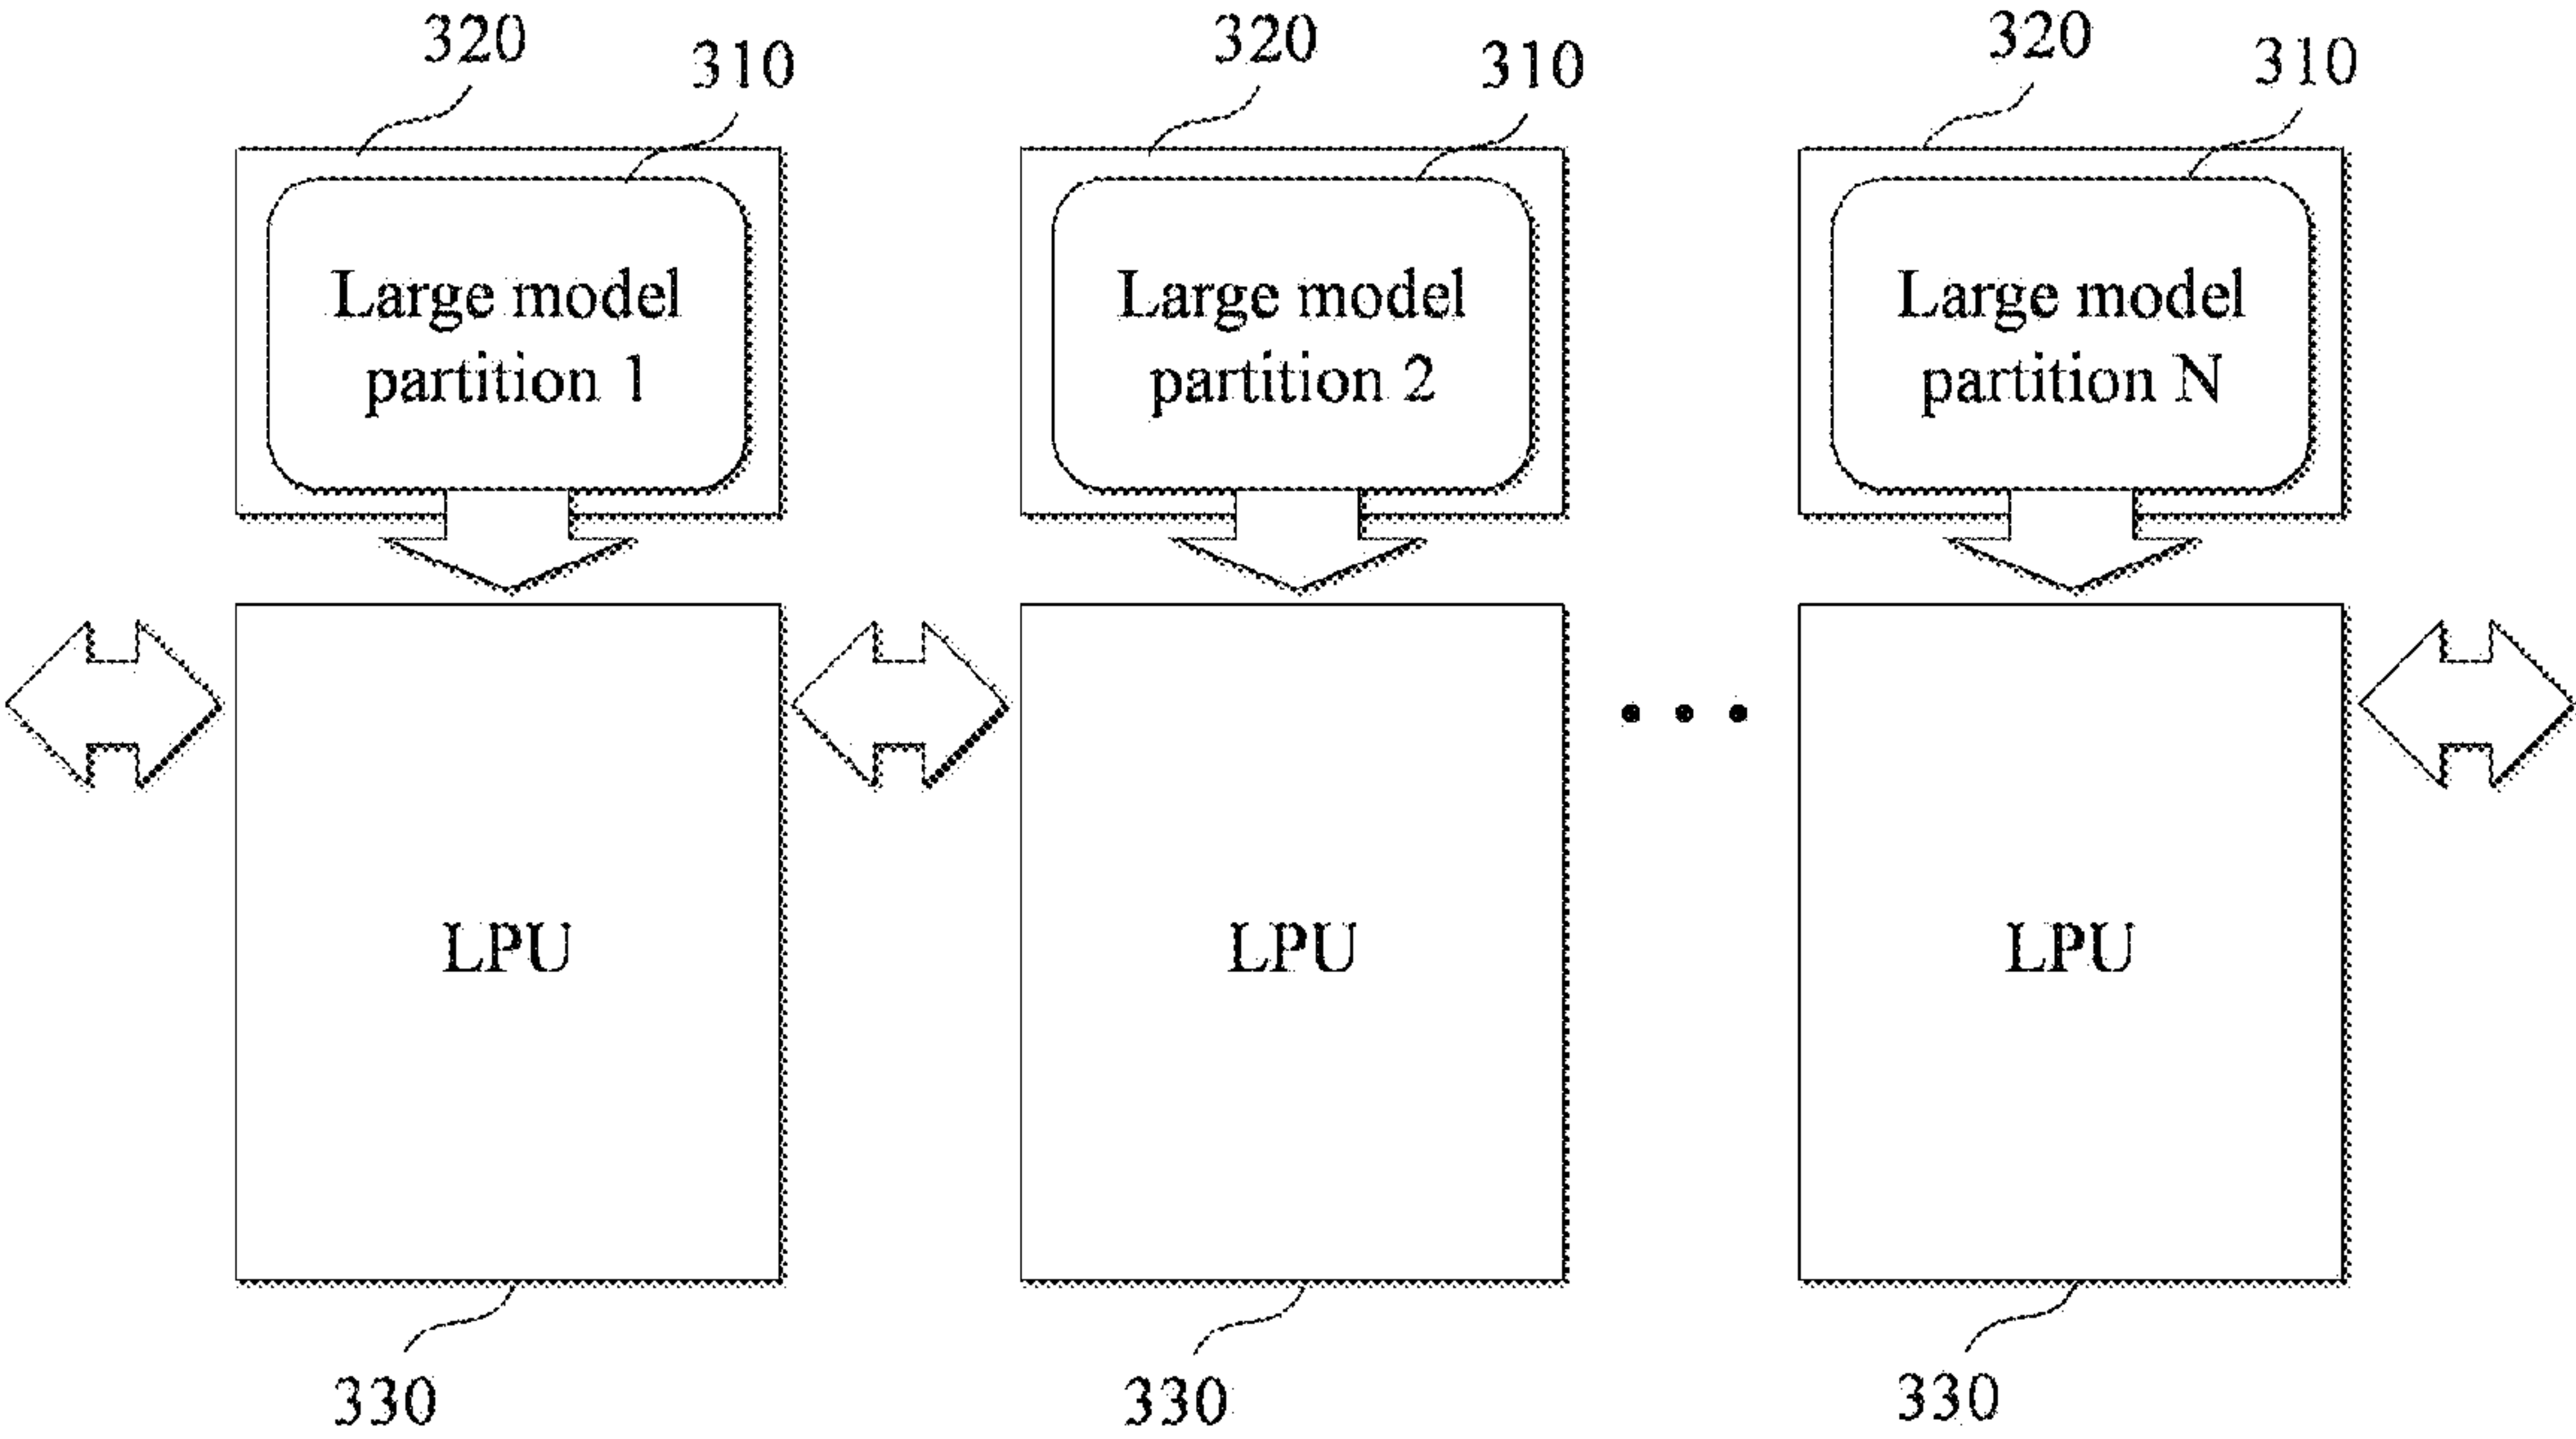 320
310
320
310
320
310
Large model
partition 1
Large model
partition 2
Large model
partition N
LPU
LPU
LPU
330
330
330